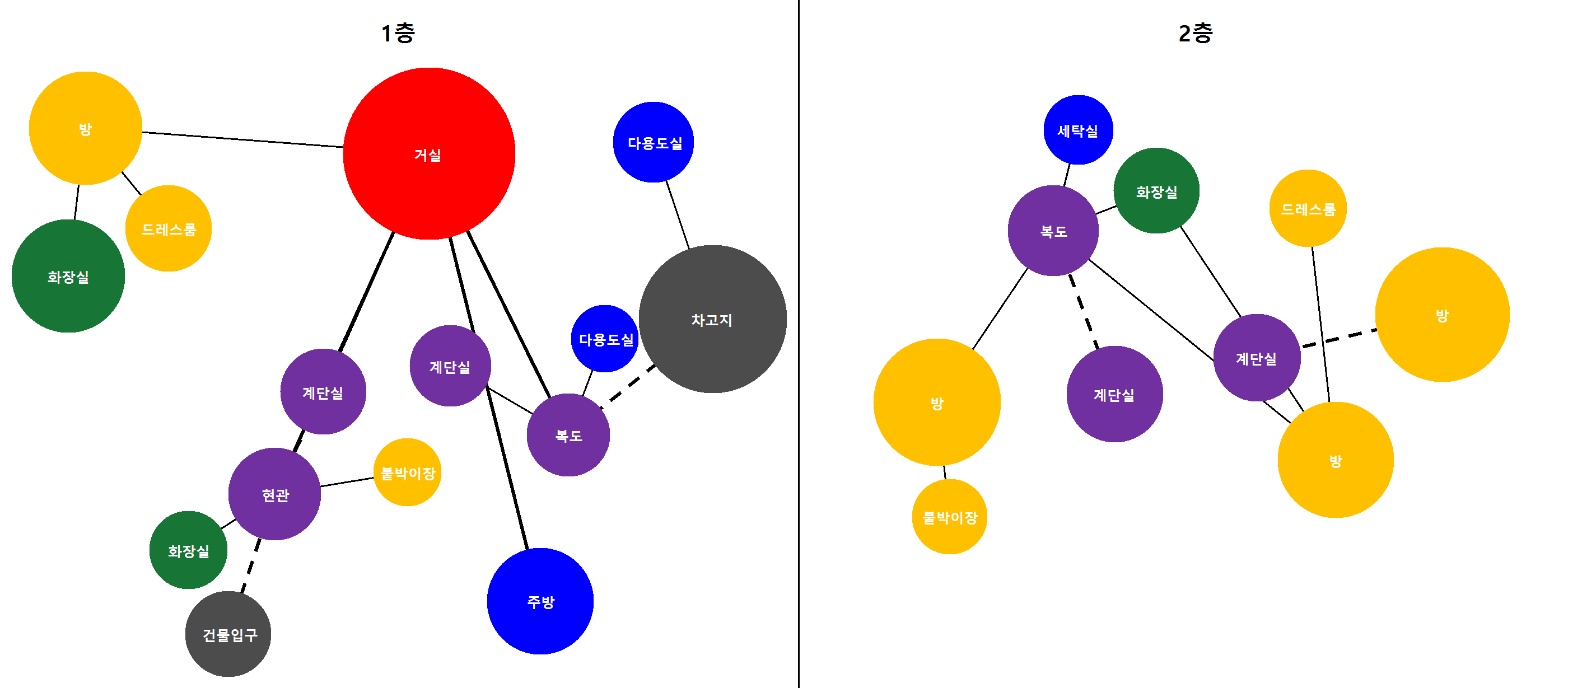 1층
방
거실
다용도실
드레스룸
화장실
차고지
다용도실
계단실
계단실
복도
붙박이장
현관
화장실
주방
건물입구
2층
세탁실
화장실
드레스룸
복도
방
계단실
계단실
방
방
붙박이장